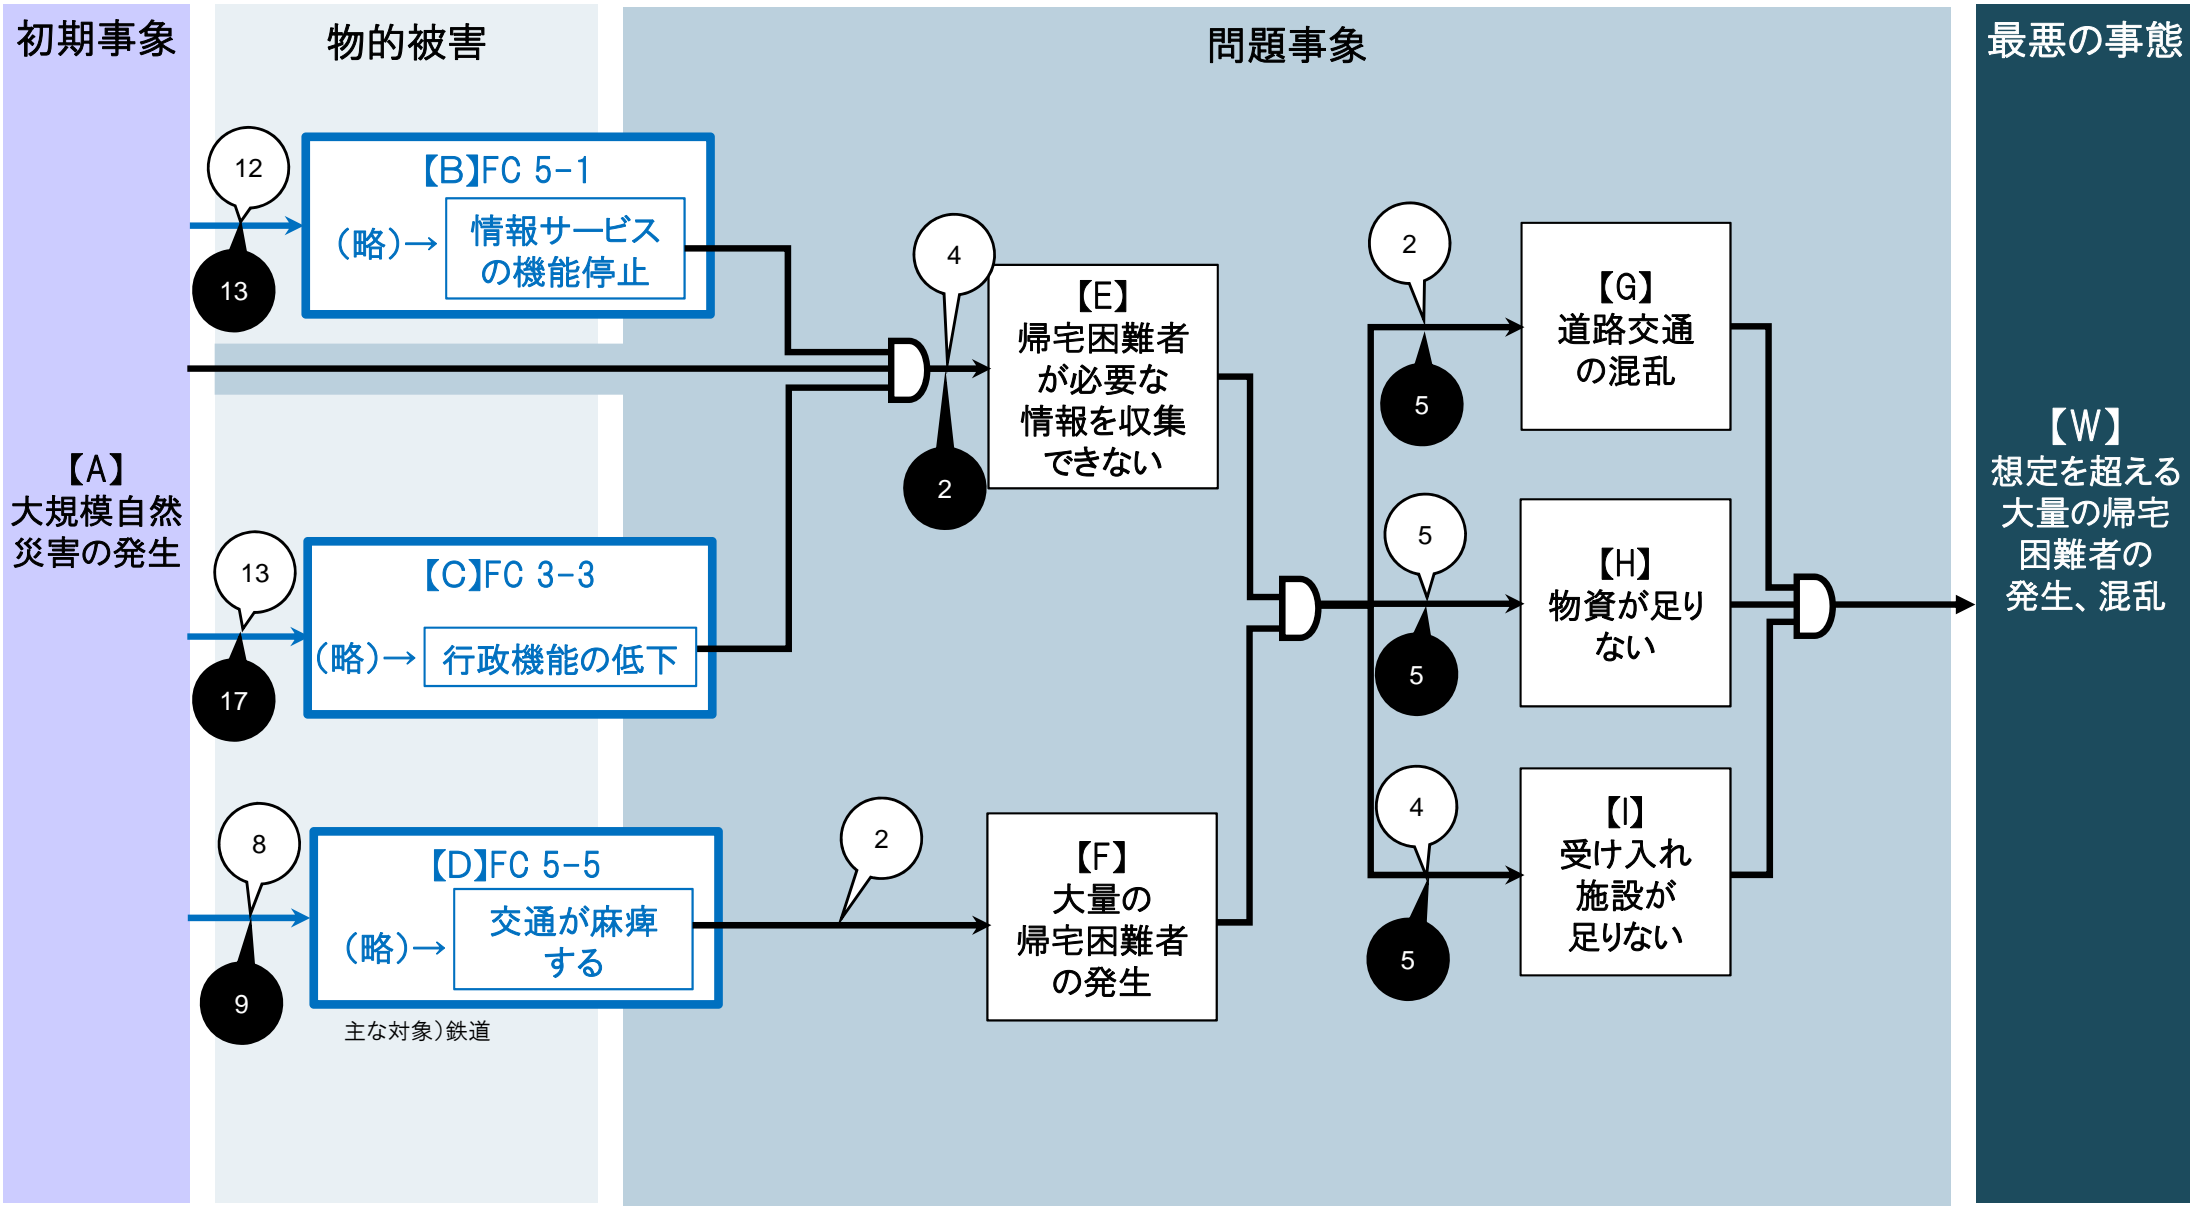 初期事象
物的被害
問題事象
最悪の事態
【A】
大規模自然
災害の発生
12
13
【B】FC 5-1
(略)→
情報サービス
の機能停止
13
17
【C】FC 3-3
(略)→
行政機能の低下
8
9
【D】FC 5-5
(略)→
交通が麻痺
する
主な対象)鉄道
4
2
【E】
帰宅困難者
が必要な
情報を収集
できない
2
【F】
大量の
帰宅困難者
の発生
2
5
【G】
道路交通
の混乱
5
5
【H】
物資が足り
ない
4
5
【I】
受け入れ
施設が
足りない
【W】
想定を超える
大量の帰宅
困難者の
発生、混乱